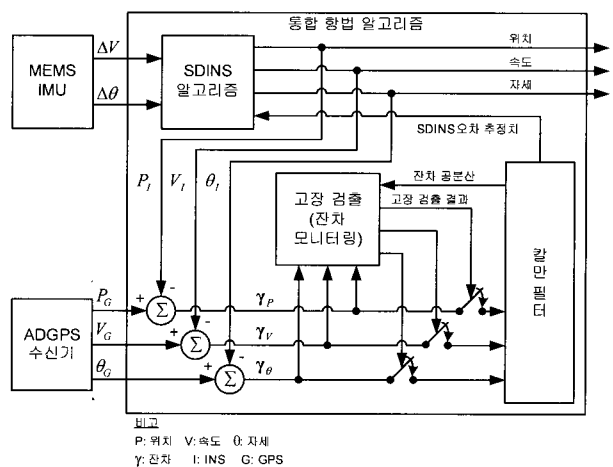 통합 항법 알고리즘
위치
속도
자세
MEMS
IMU
ΔV
Δθ
SDINS
알고리즘
SDINS오차 추정치
P_I V_I θ_I
고장 검출
(잔차
모니터링)
잔차 공분산
고장 검출 결과
칼만필터
ADGPS
수신기
P_G
V_G
θ_G
+ -
Σ
γ_P
+ -
Σ
γ_V
+ -
Σ
γ_θ
비고
P: 위치 V: 속도 θ: 자세
γ: 잔차 I: INS G: GPS